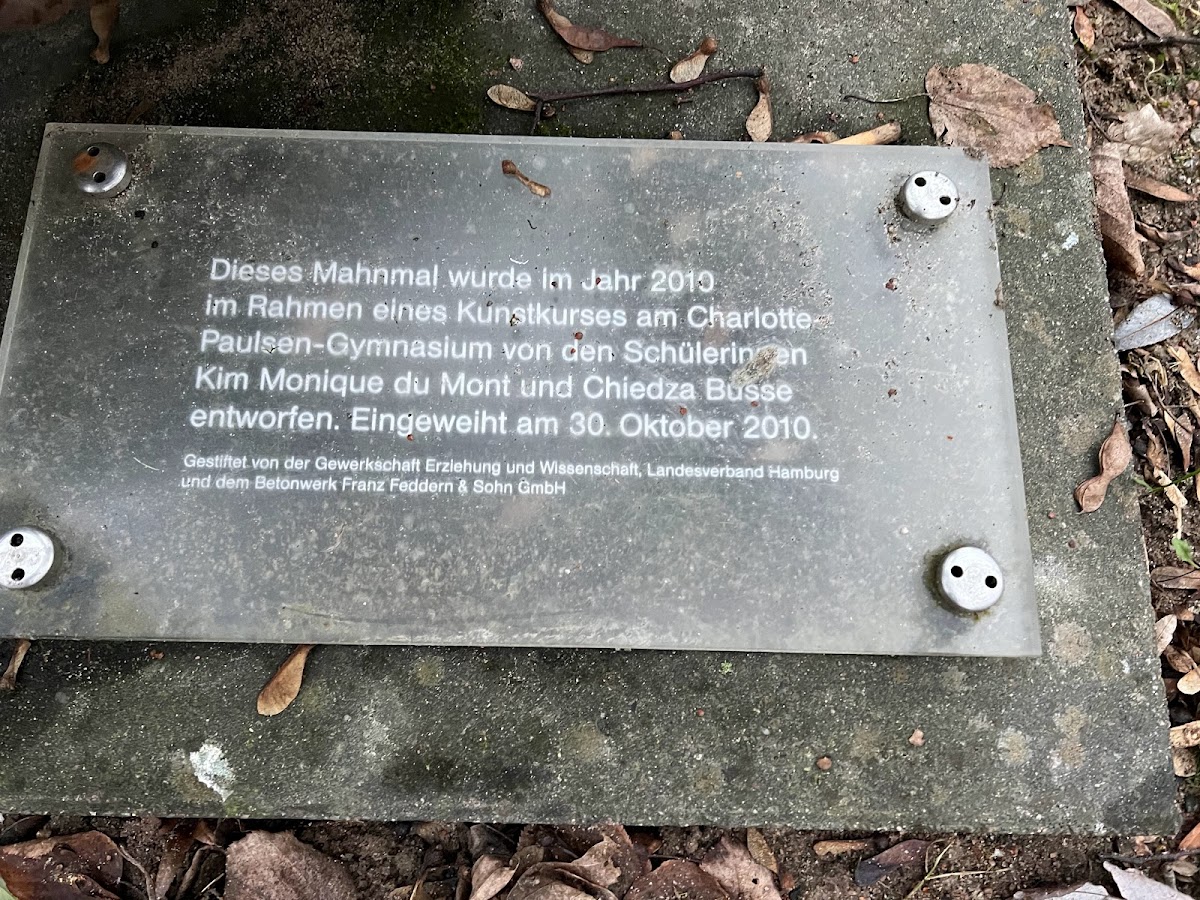 Dieses Mahnmal wurde im Jahr 2010
im Rahmen eines Kunstkurses am Charlotte-
Paulsen-Gymnasium von den Schülerinnen
Kim Monique du Mont und Chiedza Busse
entworfen. Eingeweiht am 30. Oktober 2010.
Gestiftet von der Gewerkschaft Erziehung und Wissenschaft, Landesverband Hamburg
und dem Betonwerk Franz Feddern & Sohn GmbH